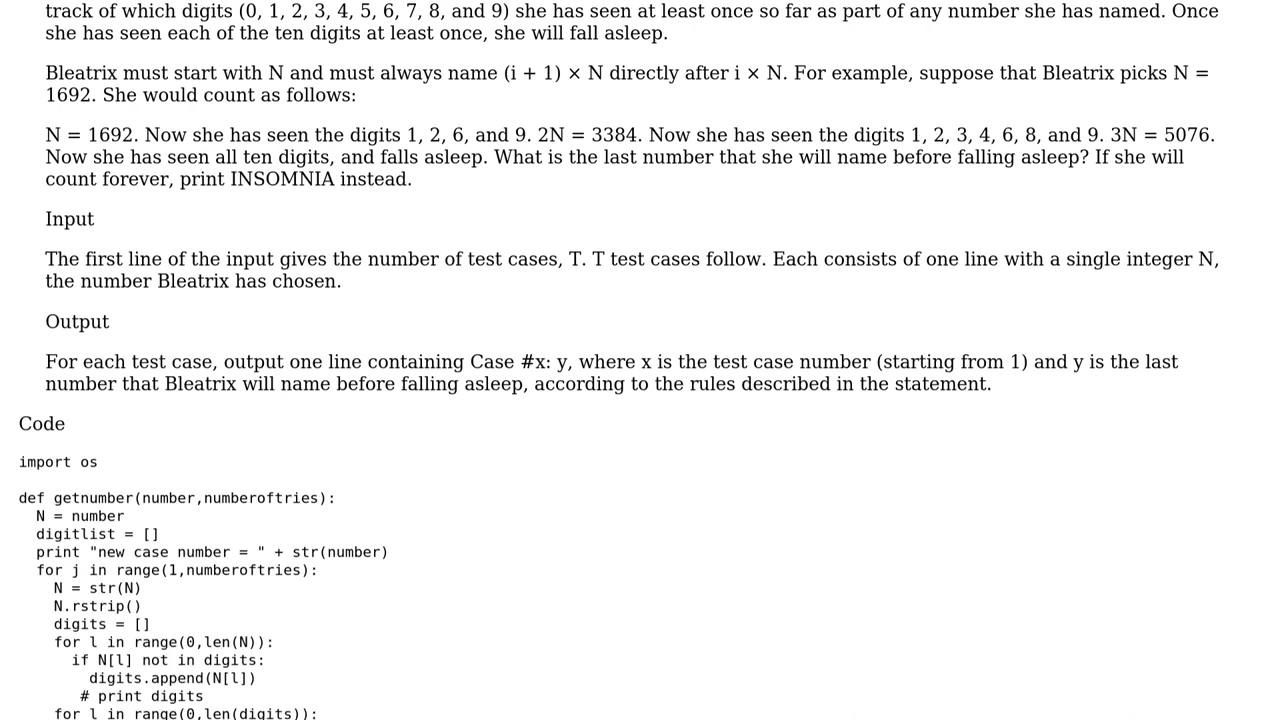 track of which digits (0, 1, 2, 3, 4, 5, 6, 7, 8, and 9) she has seen at least once so far as part of any number she has named. Once
she has seen each of the ten digits at least once, she will fall asleep.
Bleatrix must start with N and must always name (i + 1) × N directly after i × N. For example, suppose that Bleatrix picks N =
1692. She would count as follows:
N = 1692. Now she has seen the digits 1, 2, 6, and 9. 2N = 3384. Now she has seen the digits 1, 2, 3, 4, 6, 8, and 9. 3N = 5076.
Now she has seen all ten digits, and falls asleep. What is the last number that she will name before falling asleep? If she will
count forever, print INSOMNIA instead.
Input
The first line of the input gives the number of test cases, T. T test cases follow. Each consists of one line with a single integer N,
the number Bleatrix has chosen.
Output
For each test case, output one line containing Case #x: y, where x is the test case number (starting from 1) and y is the last
number that Bleatrix will name before falling asleep, according to the rules described in the statement.
Code
import os
def getnumber(number,numberoftries):
  N = number
  digitlist = []
  print "new case number = " + str(number)
  for j in range(1,numberoftries):
    N = str(N)
    N.rstrip()
    digits = []
    for l in range(0,len(N)):
      if N[l] not in digits:
        digits.append(N[l])
       # print digits
    for l in range(0,len(digits)):